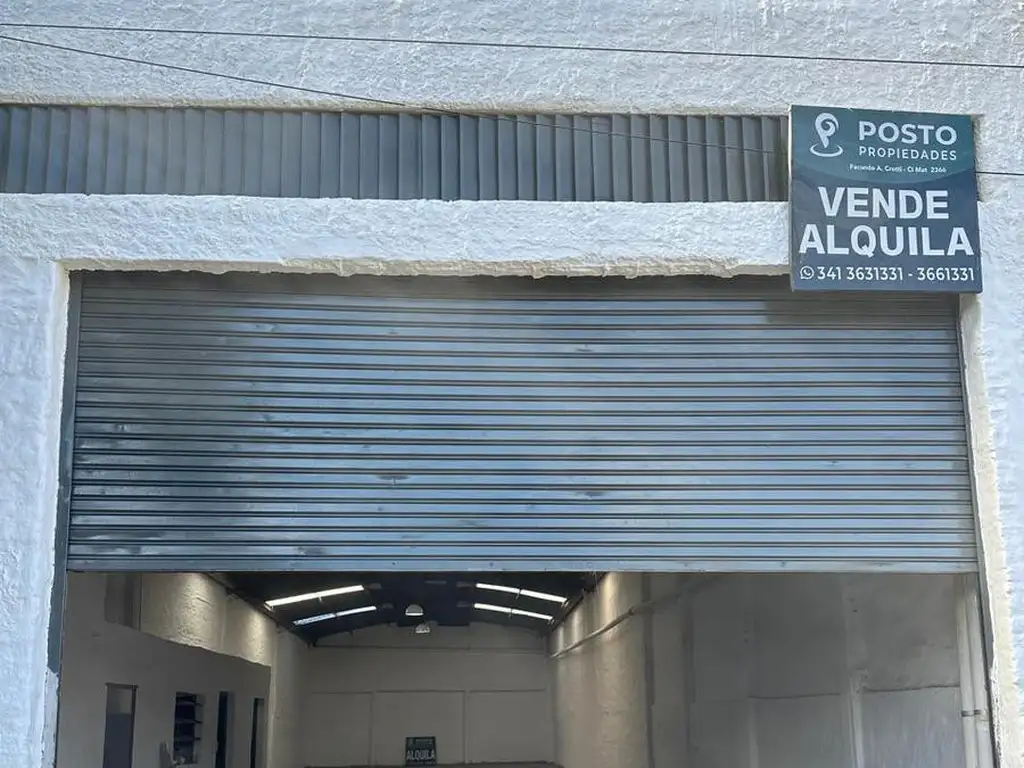 POSTO
PROPIEDADES
Facundo A. Crotti - CI Mat. 2366
VENDE
ALQUILA
341 3631331 - 3661331
ALQUILA